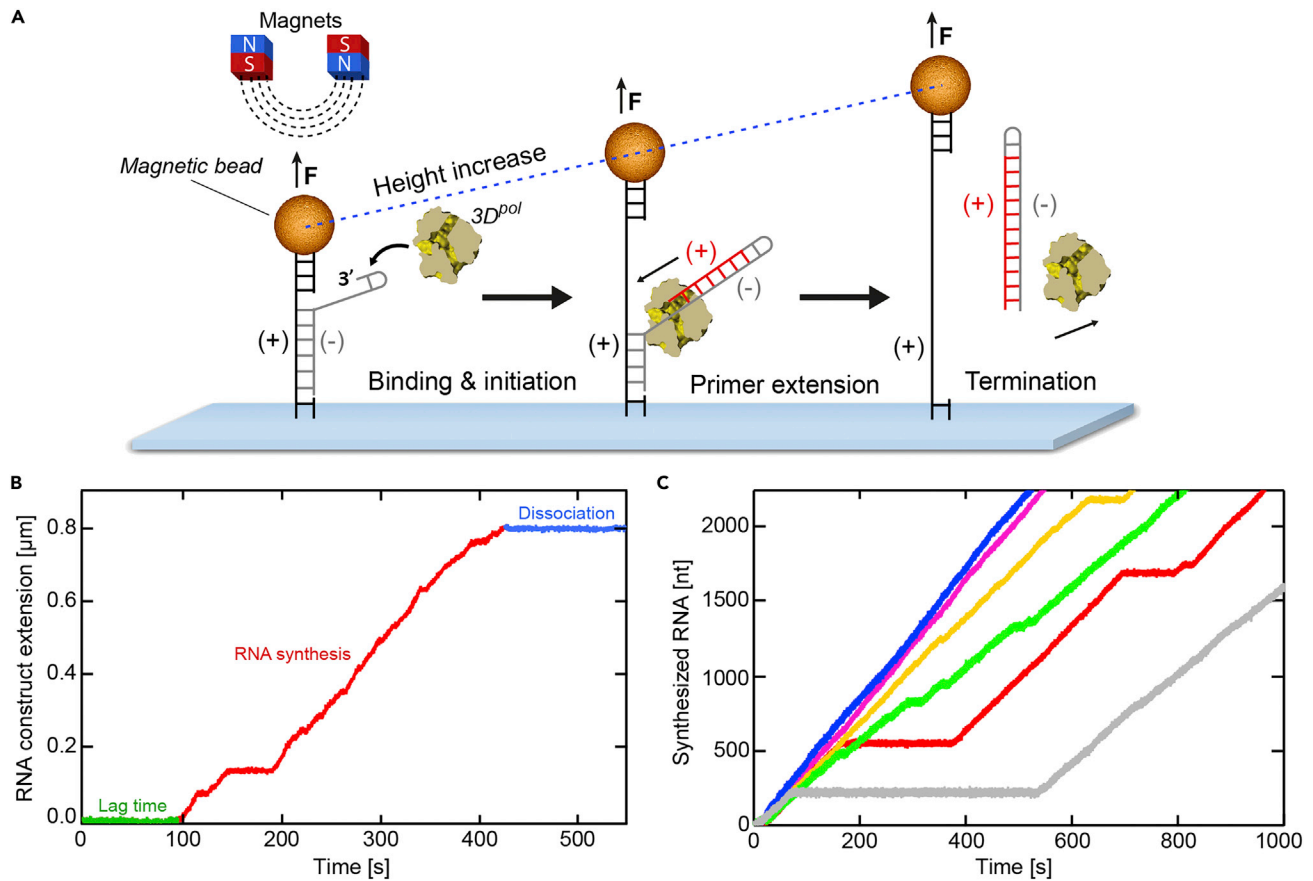 A
Magnets
N
S
S
N
F
F
F
Magnetic bead
Height increase
3D^pol
3'
(+)
(-)
(+)
(-)
(+)
(-)
(+)
(+)
Binding & initiation
Primer extension
Termination
B
RNA construct extension [µm]
0.8
0.6
0.4
0.2
0.0
Dissociation
RNA synthesis
Lag time
0
100
200
300
400
500
Time [s]
C
Synthesized RNA [nt]
2000
1500
1000
500
0
0
200
400
600
800
1000
Time [s]